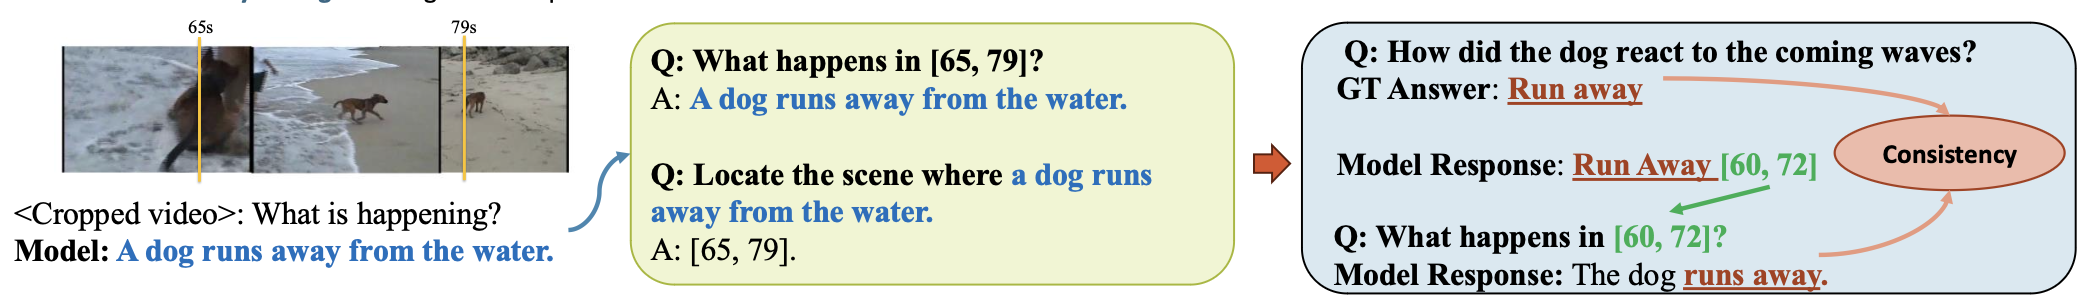 65s
79s
<Cropped video>: What is happening?
Model: A dog runs away from the water.
Q: What happens in [65, 79]?
A: A dog runs away from the water.
Q: Locate the scene where a dog runs
away from the water.
A: [65, 79].
Q: How did the dog react to the coming waves?
GT Answer: Run away
Model Response: Run Away [60, 72]
Consistency
Q: What happens in [60, 72]?
Model Response: The dog runs away.